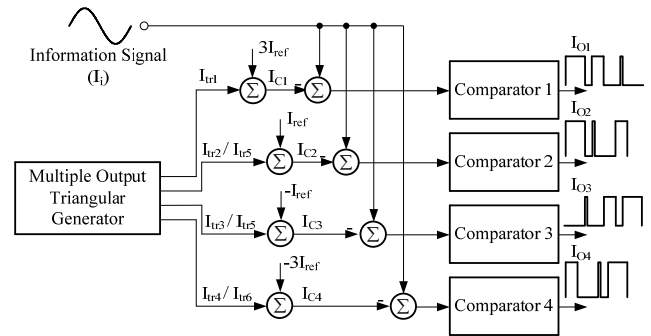 Information Signal
(Ii)
3Iref
Itr1
IC1
-
Σ
Σ
Comparator 1
IO1
Iref
Itr2 / Itr5
IC2
-
Σ
Σ
Comparator 2
IO2
Multiple Output
Triangular
Generator
-Iref
Itr3 / Itr5
IC3
-
Σ
Σ
Comparator 3
IO3
-3Iref
Itr4 / Itr6
IC4
-
Σ
Σ
Comparator 4
IO4